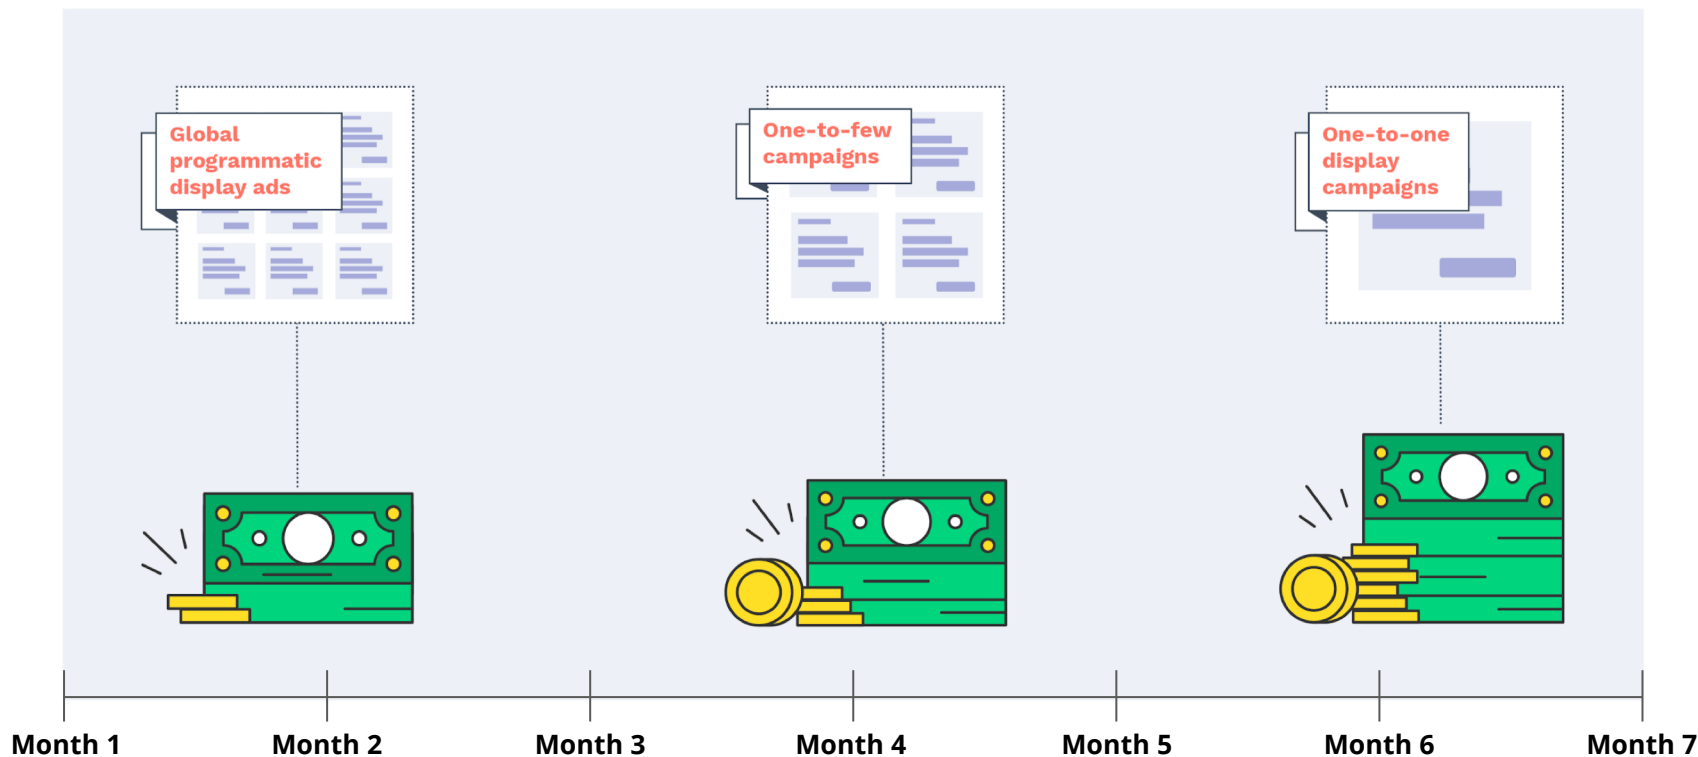 Global
programmatic
display ads
One-to-few
campaigns
One-to-one
display
campaigns
Month 1
Month 2
Month 3
Month 4
Month 5
Month 6
Month 7